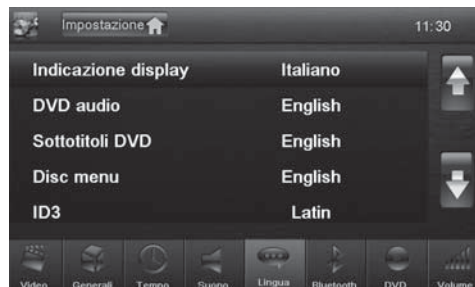 Impostazione 11:30
Indicazione display Italiano
DVD audio English
Sottotitoli DVD English
Disc menu English
ID3 Latin
Video Generali Tempo Suono Lingua Bluetooth DVD Volume